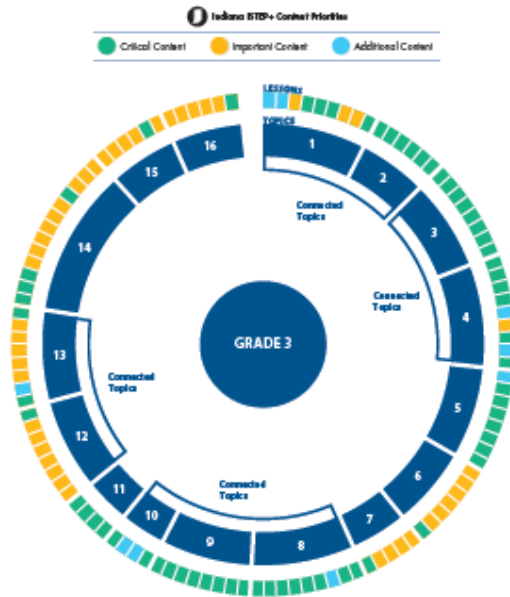 Indiana ISTEP+ Content Priorities
Critical Content
Important Content
Additional Content
LESSONS
TOPICS
1
2
3
4
5
6
7
8
9
10
11
12
13
14
15
16
Connected
Topics
Connected
Topics
Connected
Topics
Connected
Topics
GRADE 3